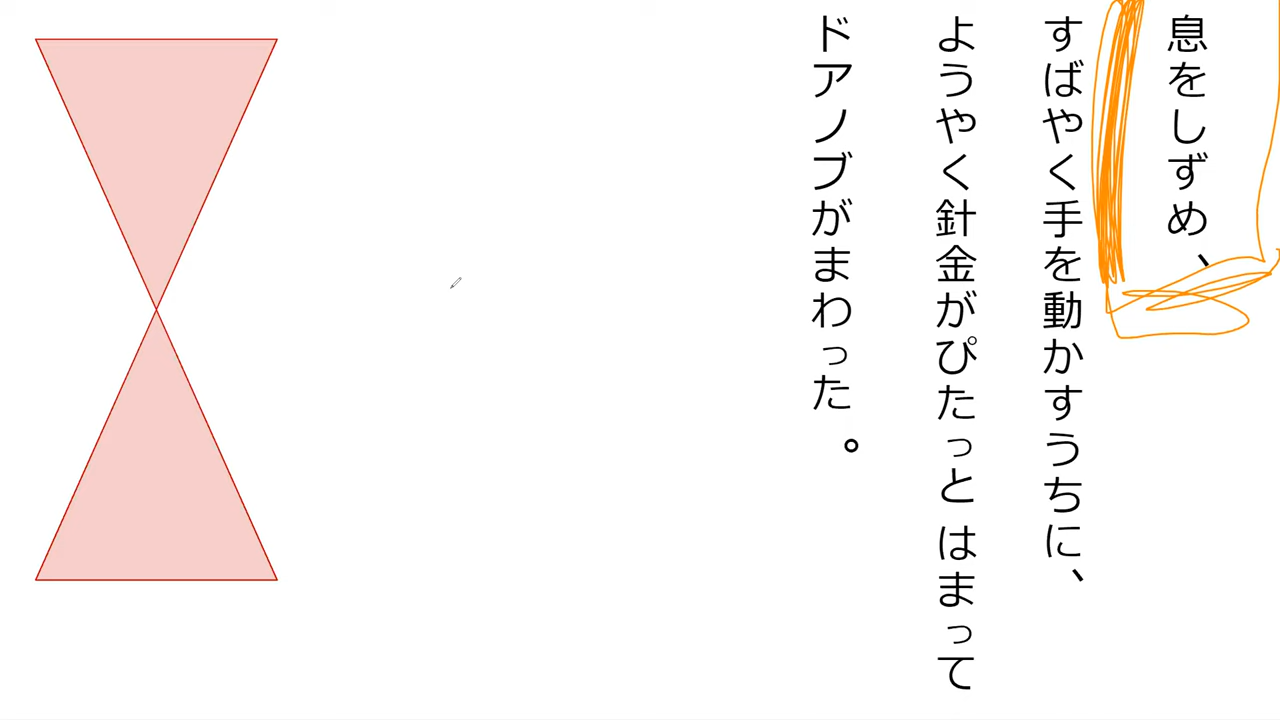 息をしずめ、
すばやく手を動かすうちに、
ようやく針金がぴたっと はまって
ドアノブがまわった。